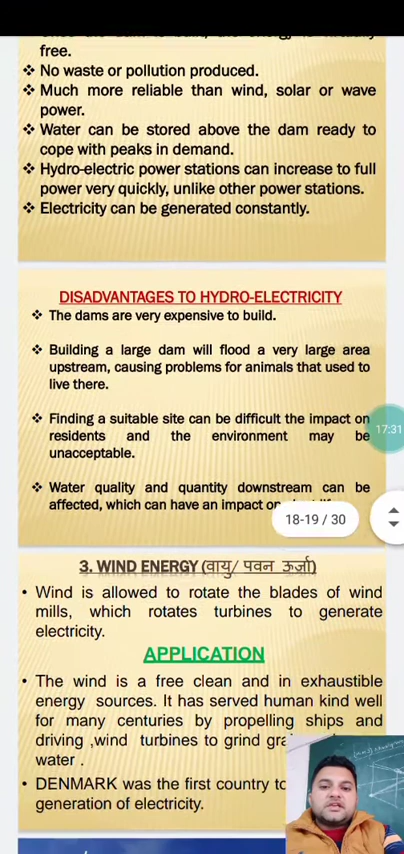 free.
❖ No waste or pollution produced.
❖ Much more reliable than wind, solar or wave
power.
❖ Water can be stored above the dam ready to
cope with peaks in demand.
❖ Hydro-electric power stations can increase to full
power very quickly, unlike other power stations.
❖ Electricity can be generated constantly.
DISADVANTAGES TO HYDRO-ELECTRICITY
❖ The dams are very expensive to build.
❖ Building a large dam will flood a very large area
upstream, causing problems for animals that used to
live there.
❖ Finding a suitable site can be difficult the impact on
residents and the environment may be
unacceptable.
17:31
❖ Water quality and quantity downstream can be
affected, which can have an impact on
18-19 / 30
3. WIND ENERGY (वायु/ पवन ऊर्जा)
• Wind is allowed to rotate the blades of wind
mills, which rotates turbines to generate
electricity.
APPLICATION
• The wind is a free clean and in exhaustible
energy sources. It has served human kind well
for many centuries by propelling ships and
driving ,wind turbines to grind
water .
• DENMARK was the first country to
generation of electricity.